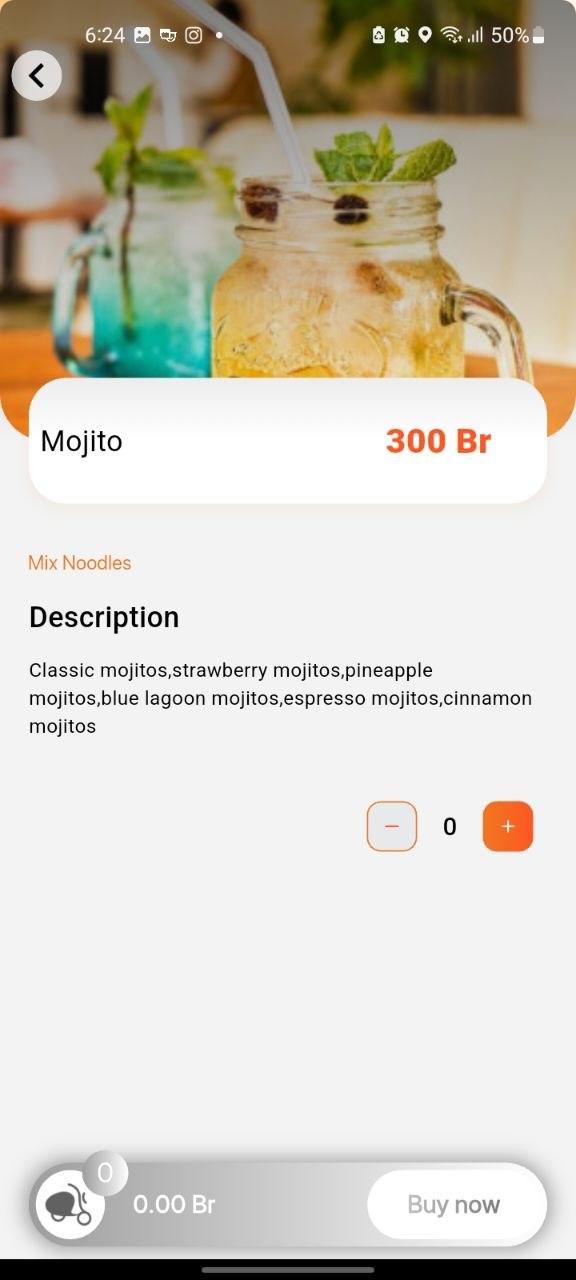 6:24 50%
Mojito 300 Br
Mix Noodles
Description
Classic mojitos,strawberry mojitos,pineapple
mojitos,blue lagoon mojitos,espresso mojitos,cinnamon
mojitos
− 0 +
0
0.00 Br Buy now